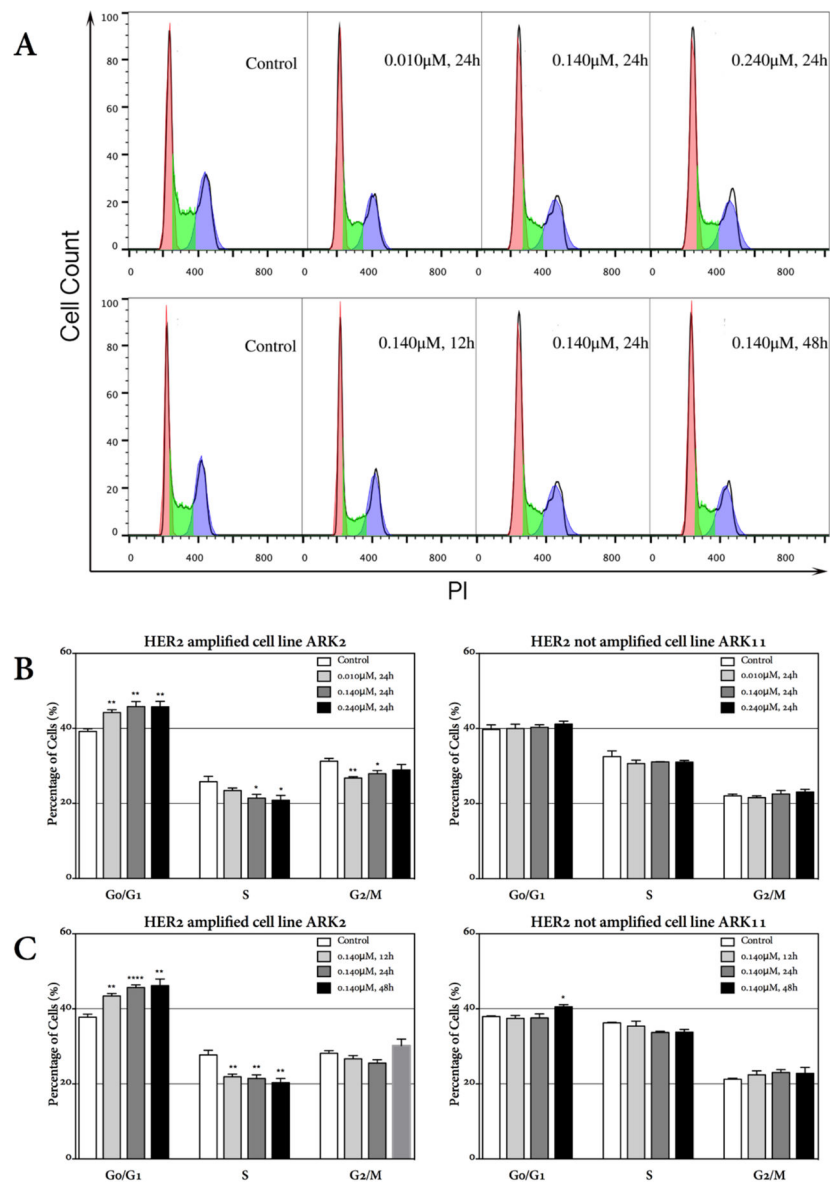 A
Cell Count
100
80
60
40
20
0
Control
0.010µM, 24h
0.140µM, 24h
0.240µM, 24h
0 400 800 0 400 800 0 400 800 0 400 800
100
80
60
40
20
0
Control
0.140µM, 12h
0.140µM, 24h
0.140µM, 48h
0 400 800 0 400 800 0 400 800 0 400 800
PI
B
HER2 amplified cell line ARK2
Percentage of Cells (%)
60
40
20
0
Control
0.010µM, 24h
0.140µM, 24h
0.240µM, 24h
** ** **
* *
** *
G0/G1 S G2/M
HER2 not amplified cell line ARK11
Percentage of Cells (%)
60
40
20
0
Control
0.010µM, 24h
0.140µM, 24h
0.240µM, 24h
G0/G1 S G2/M
C
HER2 amplified cell line ARK2
Percentage of Cells (%)
60
40
20
0
Control
0.140µM, 12h
0.140µM, 24h
0.140µM, 48h
** **** **
** ** **
G0/G1 S G2/M
HER2 not amplified cell line ARK11
Percentage of Cells (%)
60
40
20
0
Control
0.140µM, 12h
0.140µM, 24h
0.140µM, 48h
*
G0/G1 S G2/M